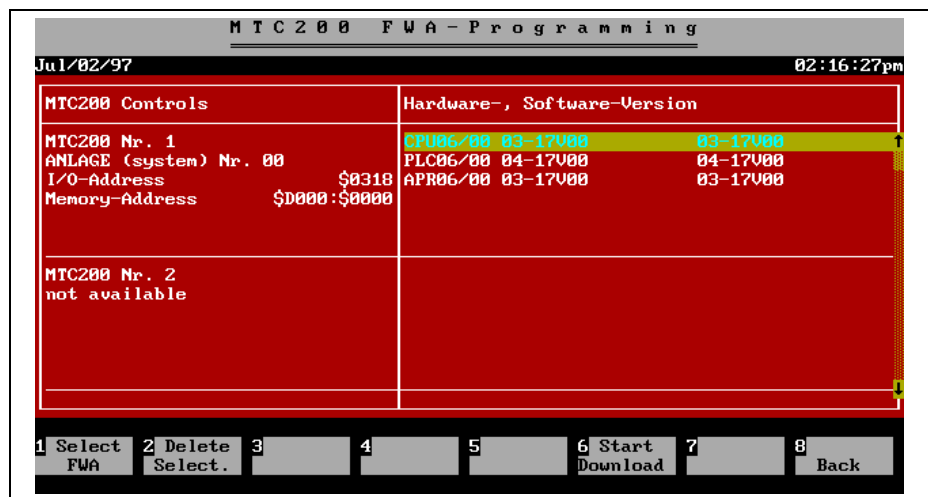 MTC200 FWA-Programming
Jul/02/97 02:16:27pm
MTC200 Controls Hardware-, Software-Version
MTC200 Nr. 1 CPU06/00 03-17V00 03-17V00
ANLAGE (system) Nr. 00 PLC06/00 04-17V00 04-17V00
I/O-Address $0318 APR06/00 03-17V00 03-17V00
Memory-Address $D000:$0000
MTC200 Nr. 2
not available
1 Select 2 Delete 3 4 5 6 Start 7 8
FWA Select. Download Back